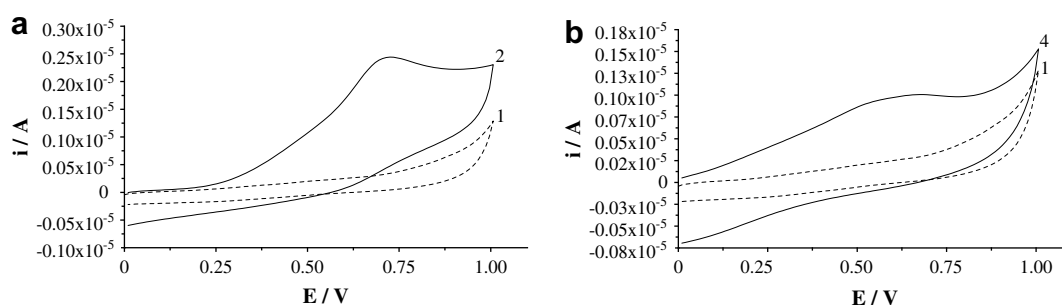 a
0.30x10-5
0.25x10-5
0.20x10-5
0.15x10-5
0.10x10-5
0.05x10-5
0
-0.05x10-5
-0.10x10-5
i / A
2
1
0 0.25 0.50 0.75 1.00
E / V
b
0.18x10-5
0.15x10-5
0.13x10-5
0.10x10-5
0.07x10-5
0.05x10-5
0.02x10-5
0
-0.03x10-5
-0.05x10-5
-0.08x10-5
i / A
4
1
0 0.25 0.50 0.75 1.00
E / V